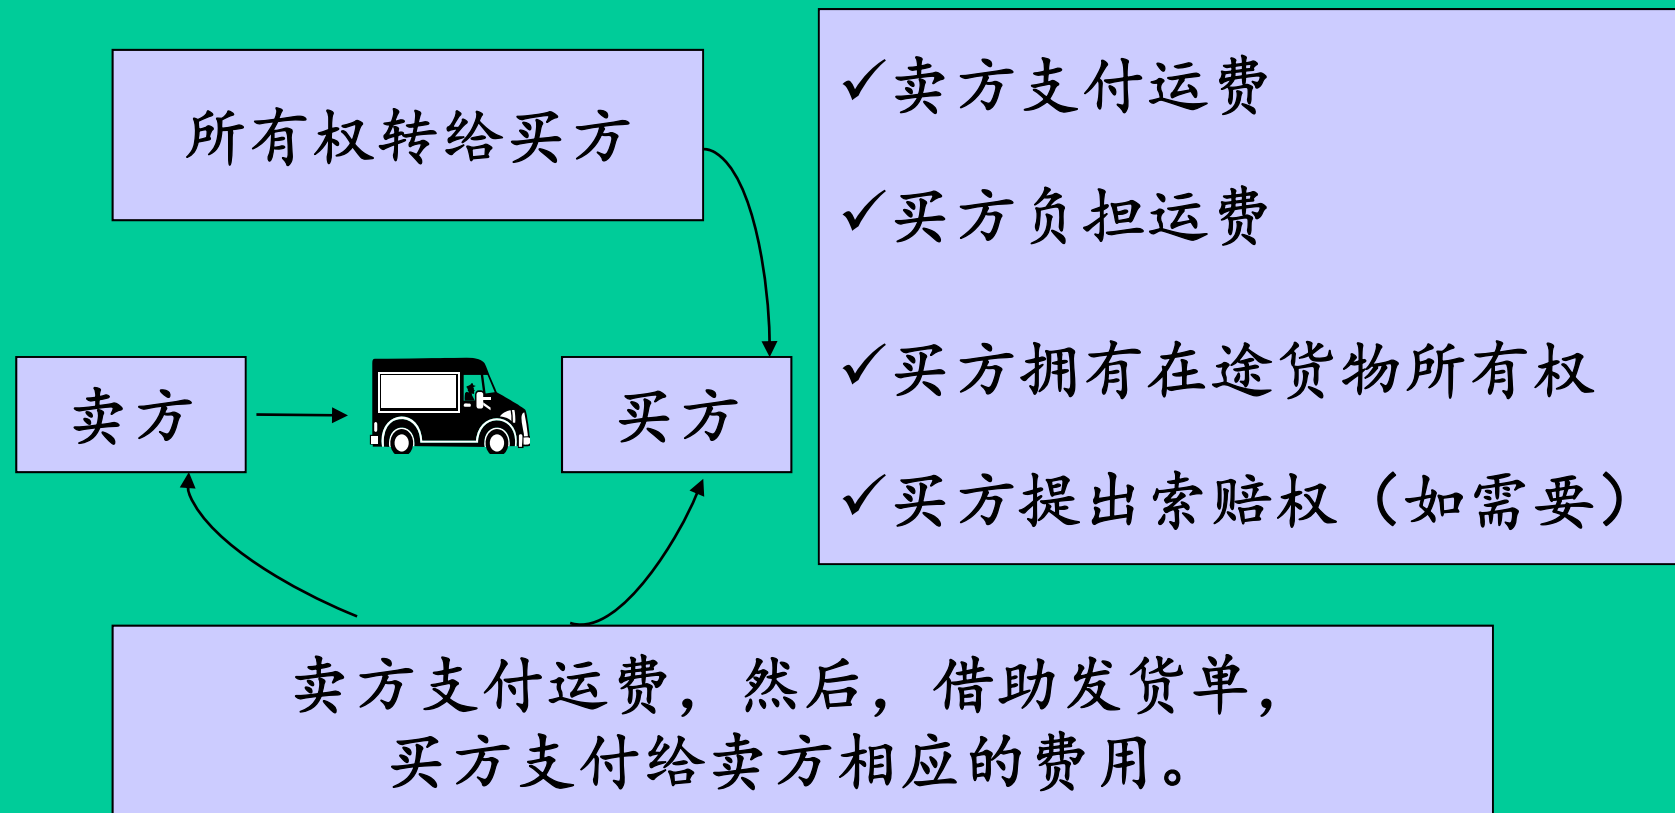 所有权转给买方
✓卖方支付运费
✓买方负担运费
✓买方拥有在途货物所有权
✓买方提出索赔权（如需要）
卖方
买方
卖方支付运费，然后，借助发货单，
买方支付给卖方相应的费用。